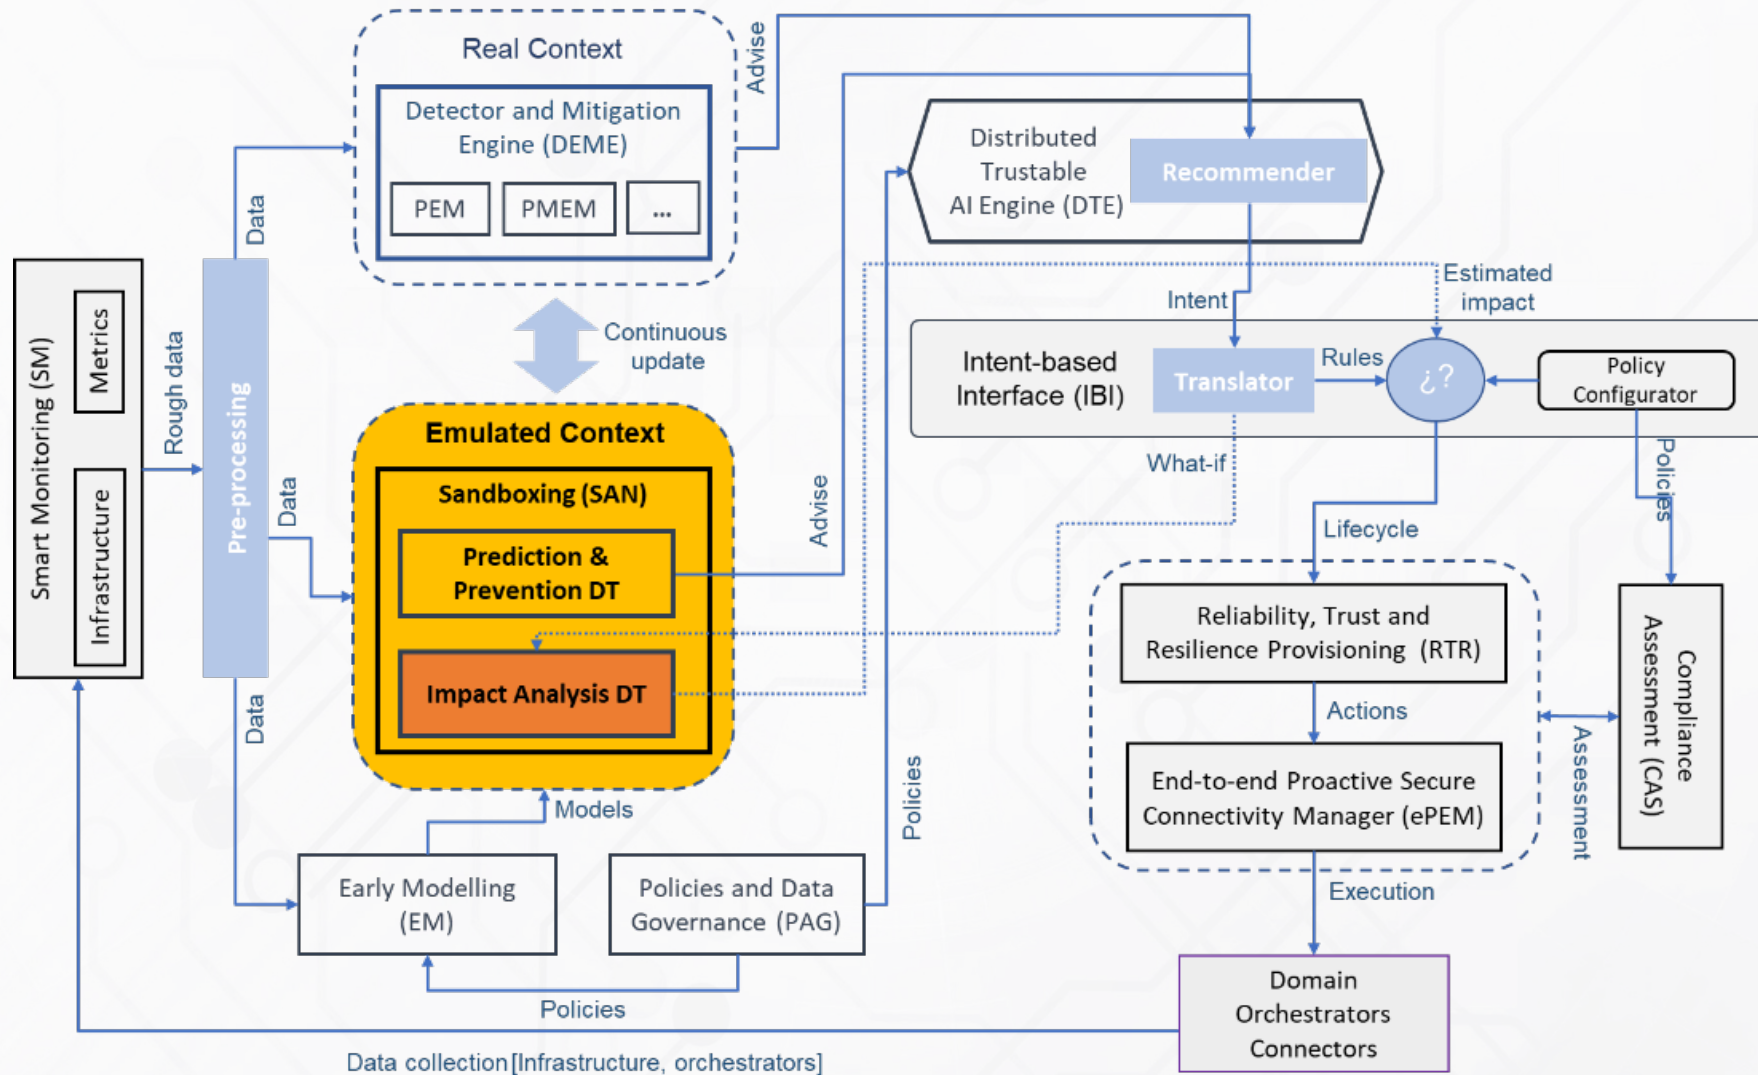 Real Context
Detector and Mitigation
Engine (DEME)
PEM
PMEM
...
Advise
Distributed
Trustable
AI Engine (DTE)
Recommender
Data
Smart Monitoring (SM)
Metrics
Infrastructure
Rough data
Pre-processing
Data
Data
Continuous
update
Emulated Context
Sandboxing (SAN)
Prediction &
Prevention DT
Impact Analysis DT
Advise
Intent
Estimated
impact
Intent-based
Interface (IBI)
Translator
Rules
¿?
Policy
Configurator
What-if
Policies
Lifecycle
Reliability, Trust and
Resilience Provisioning (RTR)
Actions
End-to-end Proactive Secure
Connectivity Manager (ePEM)
Assessment
Compliance
Assessment (CAS)
Execution
Models
Early Modelling
(EM)
Policies and Data
Governance (PAG)
Policies
Policies
Domain
Orchestrators
Connectors
Data collection [Infrastructure, orchestrators]